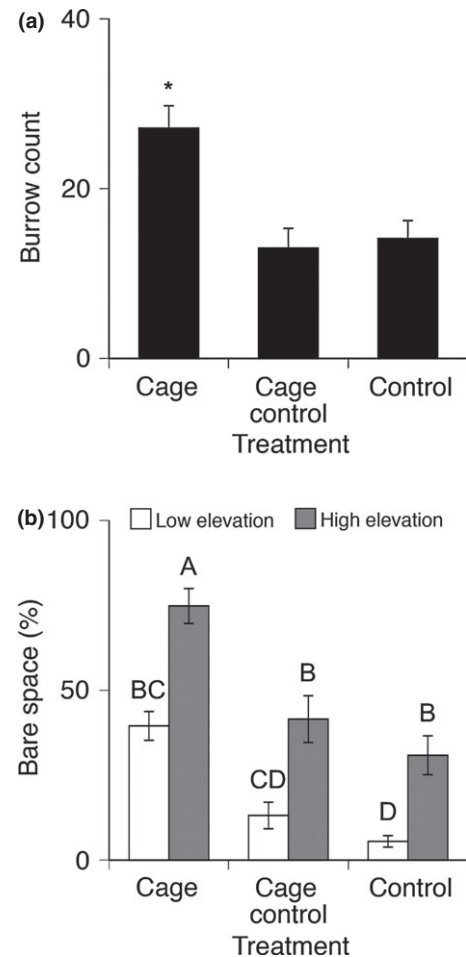 (a)
40
*
20
0
Burrow count
Cage
Cage
control
Control
Treatment
(b)
100
Low elevation
High elevation
A
BC
B
B
50
CD
D
0
Bare space (%)
Cage
Cage
control
Control
Treatment